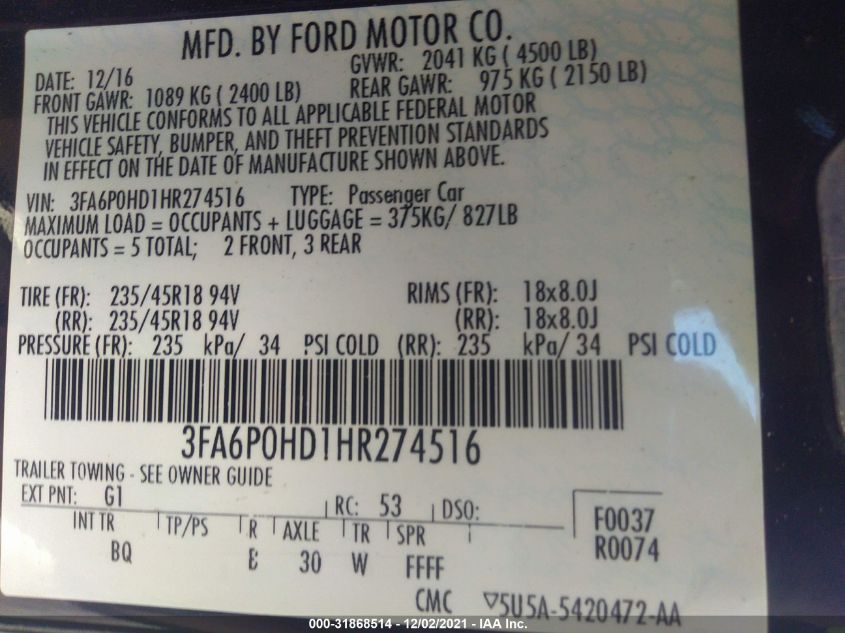 MFD. BY FORD MOTOR CO.
DATE: 12/16 GVWR: 2041 KG ( 4500 LB)
FRONT GAWR: 1089 KG ( 2400 LB) REAR GAWR: 975 KG ( 2150 LB)
THIS VEHICLE CONFORMS TO ALL APPLICABLE FEDERAL MOTOR
VEHICLE SAFETY, BUMPER, AND THEFT PREVENTION STANDARDS
IN EFFECT ON THE DATE OF MANUFACTURE SHOWN ABOVE.
VIN: 3FA6P0HD1HR274516 TYPE: Passenger Car
MAXIMUM LOAD = OCCUPANTS + LUGGAGE = 375KG/ 827LB
OCCUPANTS = 5 TOTAL; 2 FRONT, 3 REAR
TIRE (FR): 235/45R18 94V RIMS (FR): 18x8.0J
(RR): 235/45R18 94V (RR): 18x8.0J
PRESSURE (FR): 235 kPa/ 34 PSI COLD (RR): 235 kPa/ 34 PSI COLD
3FA6P0HD1HR274516
TRAILER TOWING - SEE OWNER GUIDE
EXT PNT: G1 RC: 53 DSO: F0037
INT TR TP/PS R AXLE TR SPR R0074
BQ 30 W FFFF
CMC ▽5U5A-5420472-AA
000-31868514 - 12/02/2021 - IAA Inc.